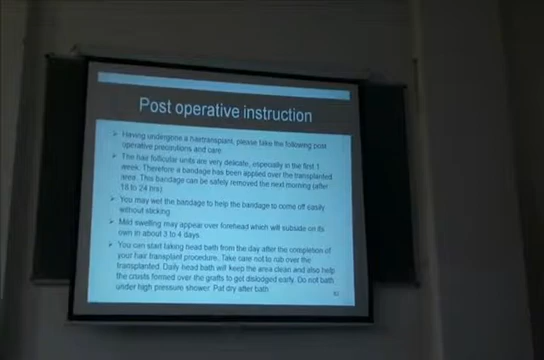 Post operative instruction
Having undergone a hairtransplant, please take the following post
operative precautions and care.
The hair follicular units are very delicate, especially in the first 1
week. Therefore a bandage has been applied over the transplanted
area. This bandage can be safely removed the next morning (after
18 to 24 hrs)
You may wet the bandage to help the bandage to come off easily
without sticking.
Mild swelling may appear over forehead which will subside on its
own in about 3 to 4 days.
You can start taking head bath from the day after the completion of
your hair transplant procedure. Take care not to rub over the
transplanted. Daily head bath will keep the area clean and also help
the crusts formed over the grafts to get dislodged early. Do not bath
under high pressure shower. Pat dry after bath